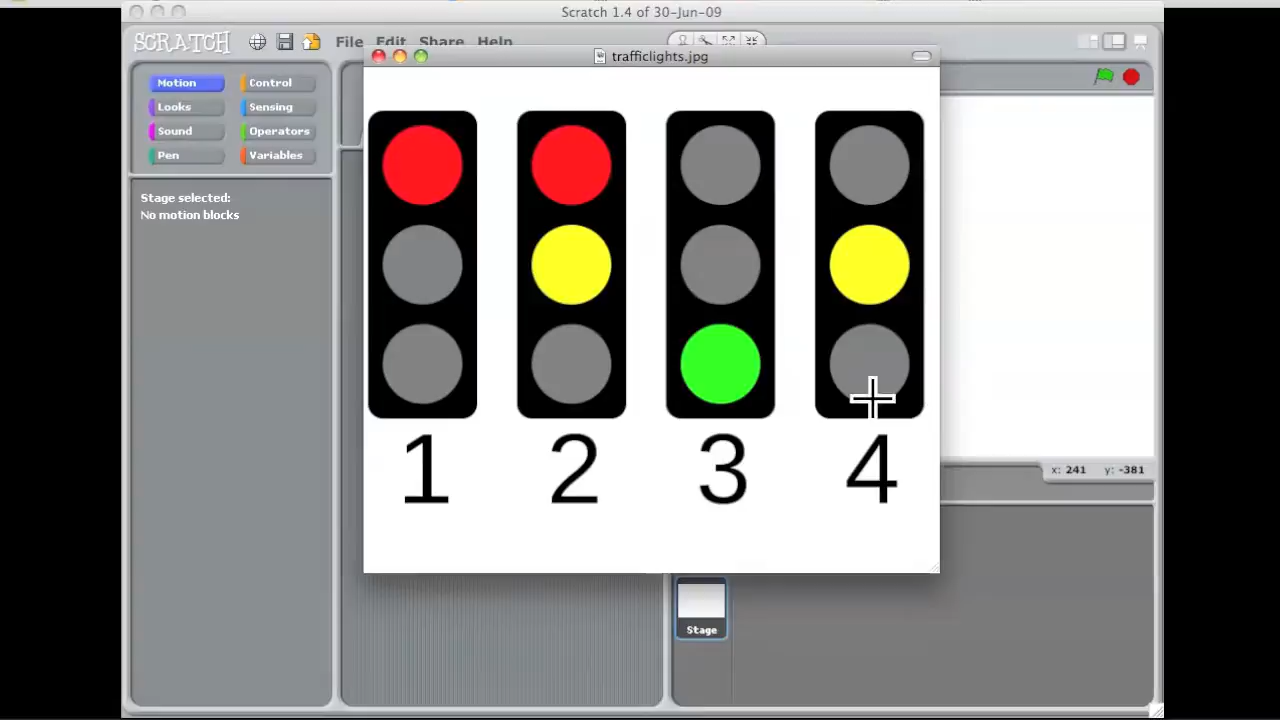 Scratch 1.4 of 30-Jun-09
SCRATCH File Edit Share Help
trafficlights.jpg
Motion Control
Looks Sensing
Sound Operators
Pen Variables
Stage selected:
No motion blocks
1 2 3 4
x: 241 y: -381
Stage